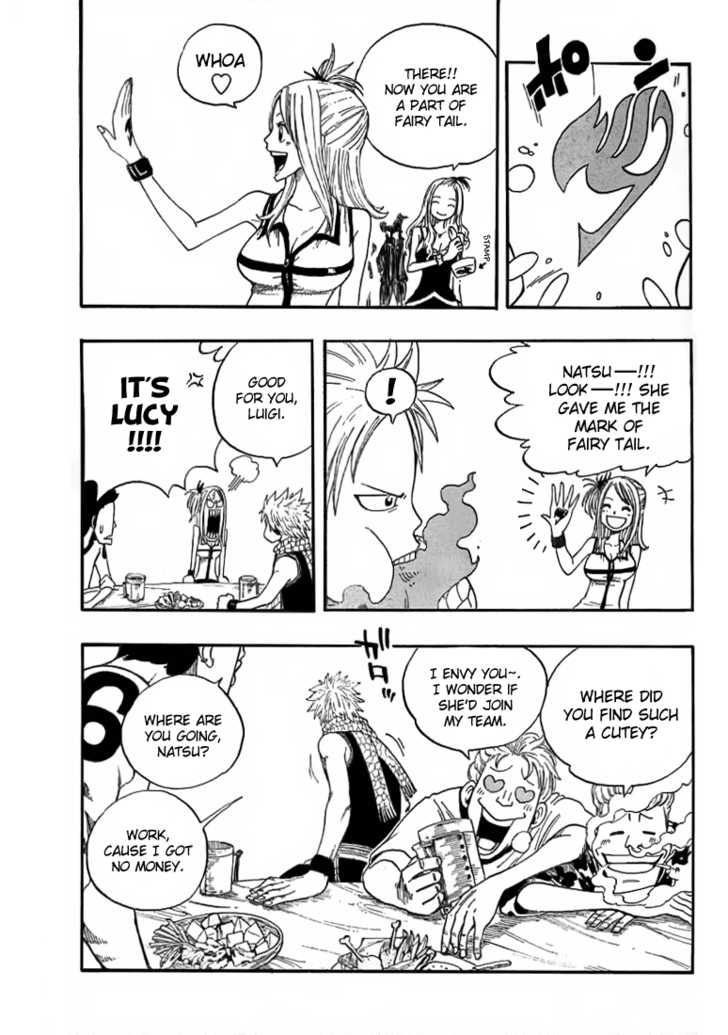 THERE!!
NOW YOU ARE
A PART OF
FAIRY TAIL.
STAMP
WHOA
♡
NATSU—!!!
LOOK—!!! SHE
GAVE ME THE
MARK OF
FAIRY TAIL.
!
GOOD
FOR YOU,
LUIGI.
IT'S
LUCY
!!!!
WHERE DID
YOU FIND SUCH
A CUTEY?
I ENVY YOU~.
I WONDER IF
SHE'D JOIN
MY TEAM.
WHERE ARE
YOU GOING,
NATSU?
6
WORK,
CAUSE I GOT
NO MONEY.